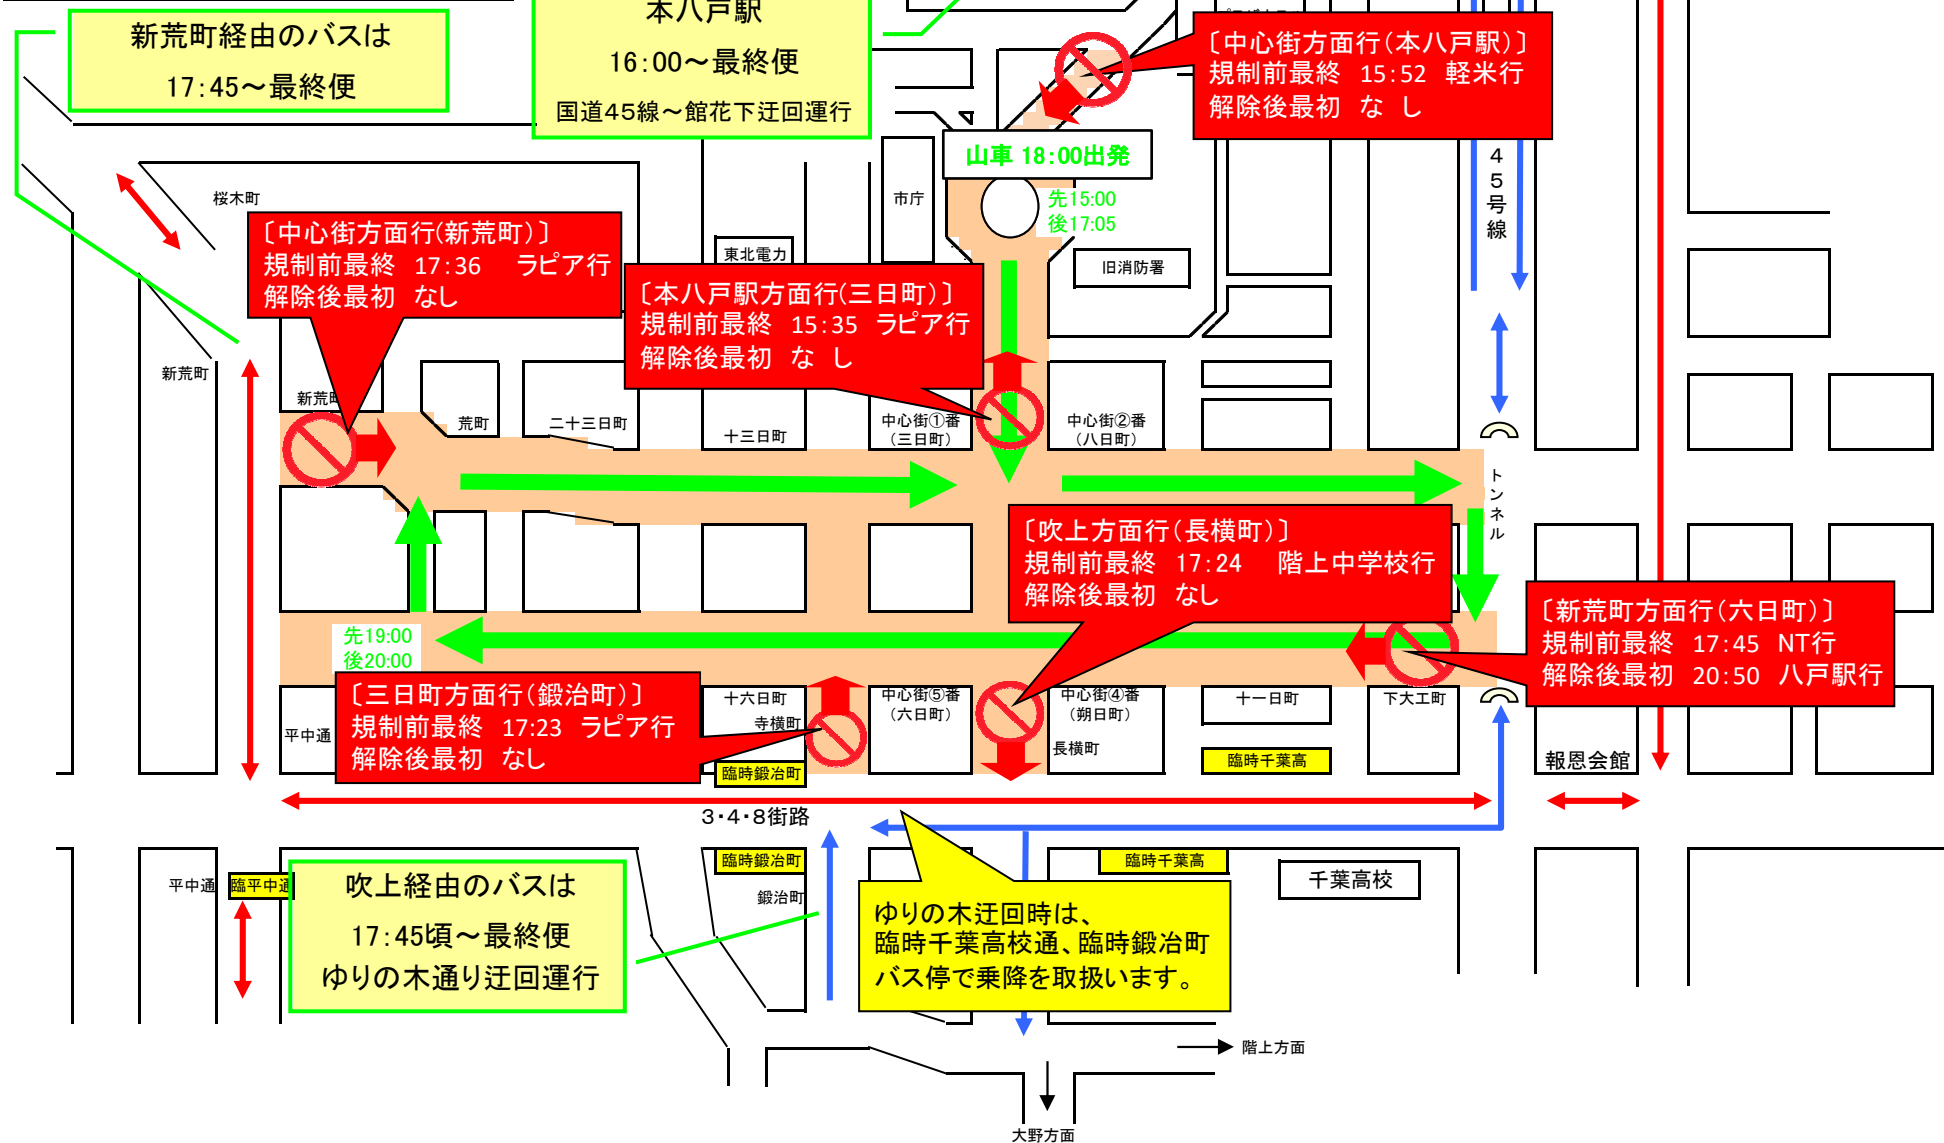 新荒町経由のバスは
17:45～最終便
本八戸駅
16:00～最終便
国道45線～館花下迂回運行
〔中心街方面行(本八戸駅)〕
規制前最終 15:52 軽米行
解除後最初 な し
山車 18:00出発
先15:00
後17:05
市庁
45号線
桜木町
〔中心街方面行(新荒町)〕
規制前最終 17:36 ラピア行
解除後最初 なし
東北電力
旧消防署
〔本八戸駅方面行(三日町)〕
規制前最終 15:35 ラピア行
解除後最初 な し
新荒町
新荒町
荒町
二十三日町
十三日町
中心街①番
(三日町)
中心街②番
(八日町)
トンネル
〔吹上方面行(長横町)〕
規制前最終 17:24 階上中学校行
解除後最初 なし
〔新荒町方面行(六日町)〕
規制前最終 17:45 NT行
解除後最初 20:50 八戸駅行
先19:00
後20:00
〔三日町方面行(鍛治町)〕
規制前最終 17:23 ラピア行
解除後最初 なし
平中通
十六日町
寺横町
中心街⑤番
(六日町)
中心街④番
(朔日町)
長横町
十一日町
下大工町
臨時鍛冶町
臨時千葉高
報恩会館
3・4・8街路
臨時鍛冶町
臨時千葉高
千葉高校
平中通
臨平中通
鍛治町
吹上経由のバスは
17:45頃～最終便
ゆりの木通り迂回運行
ゆりの木迂回時は、
臨時千葉高校通、臨時鍛冶町
バス停で乗降を取扱います。
階上方面
大野方面